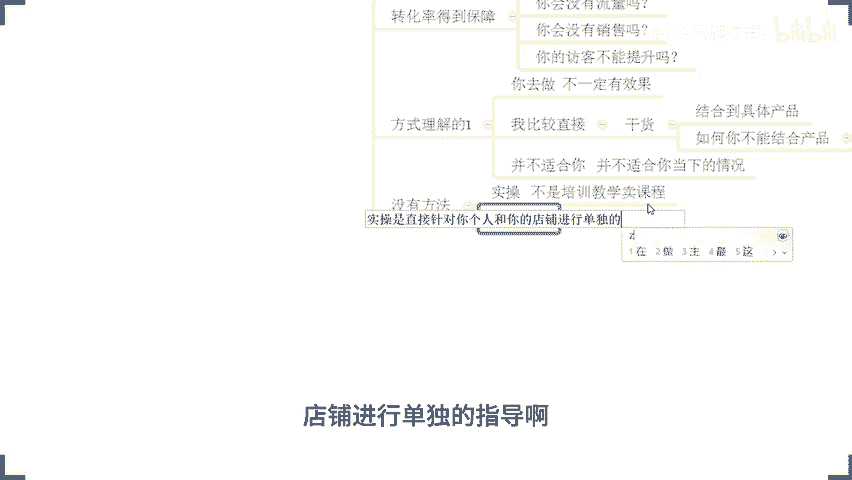 你会没有流量吗？
转化率得到保障
你会没有销售吗？
bilibili
你的访客不能提升吗？
你去做 不一定有效果
方式理解的1
我比较直接
干货
结合到具体产品
如何你不能结合产品
并不适合你 并不适合你当下的情况
没有方法
实操 不是培训教学卖课程
实操是直接针对你个人和你的店铺进行单独的
z
1 在 2 做 3 主 4 最 5 这
店铺进行单独的指导啊